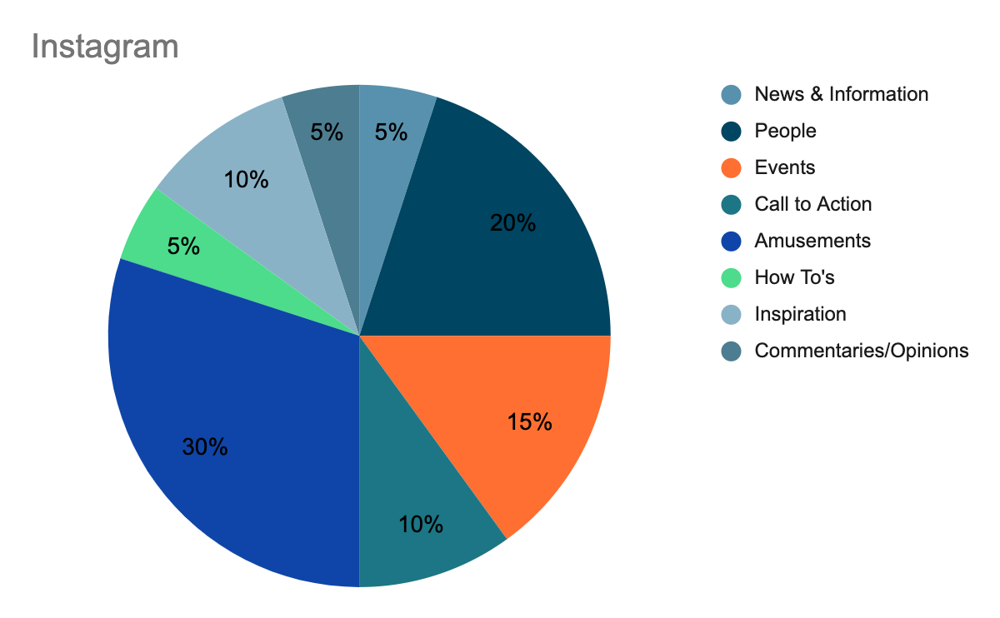 Instagram
5%
5%
20%
15%
10%
30%
5%
10%
News & Information
People
Events
Call to Action
Amusements
How To's
Inspiration
Commentaries/Opinions